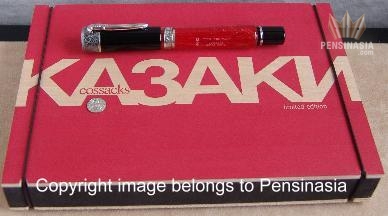 PENSINASIA
КАЗАКИ
cossacks
limited edition
Copyright image belongs to Pensinasia